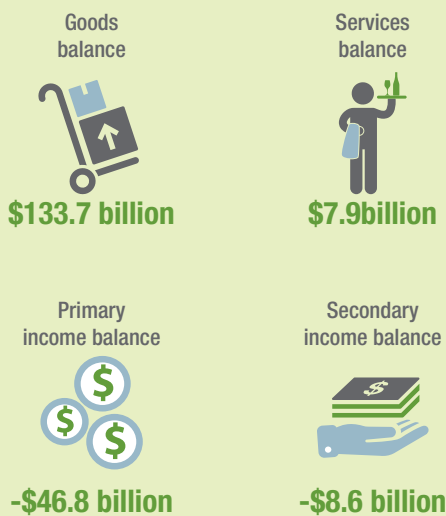 Goods
balance
$133.7 billion
Services
balance
$7.9billion
Primary
income balance
$
$
$
-$46.8 billion
Secondary
income balance
$
-$8.6 billion